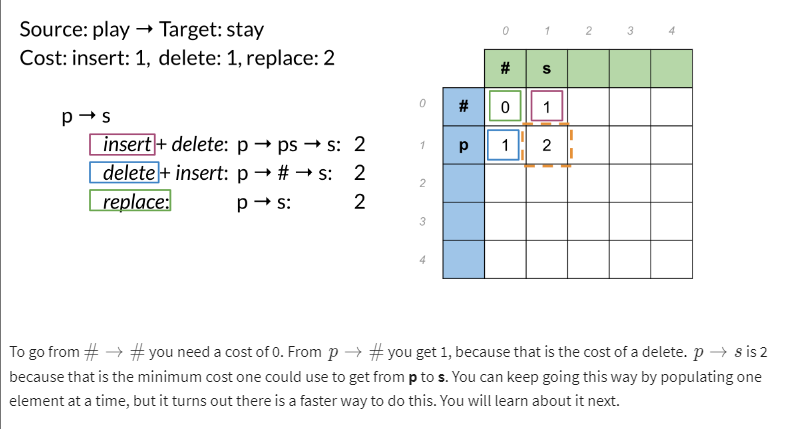 Source: play → Target: stay
Cost: insert: 1, delete: 1, replace: 2
p → s
insert + delete: p → ps → s: 2
delete + insert: p → # → s: 2
replace: p → s: 2
0 1 2 3 4
# s
0 # 0 1
1 p 1 2
2
3
4
To go from # → # you need a cost of 0. From p → # you get 1, because that is the cost of a delete. p → s is 2
because that is the minimum cost one could use to get from p to s. You can keep going this way by populating one
element at a time, but it turns out there is a faster way to do this. You will learn about it next.